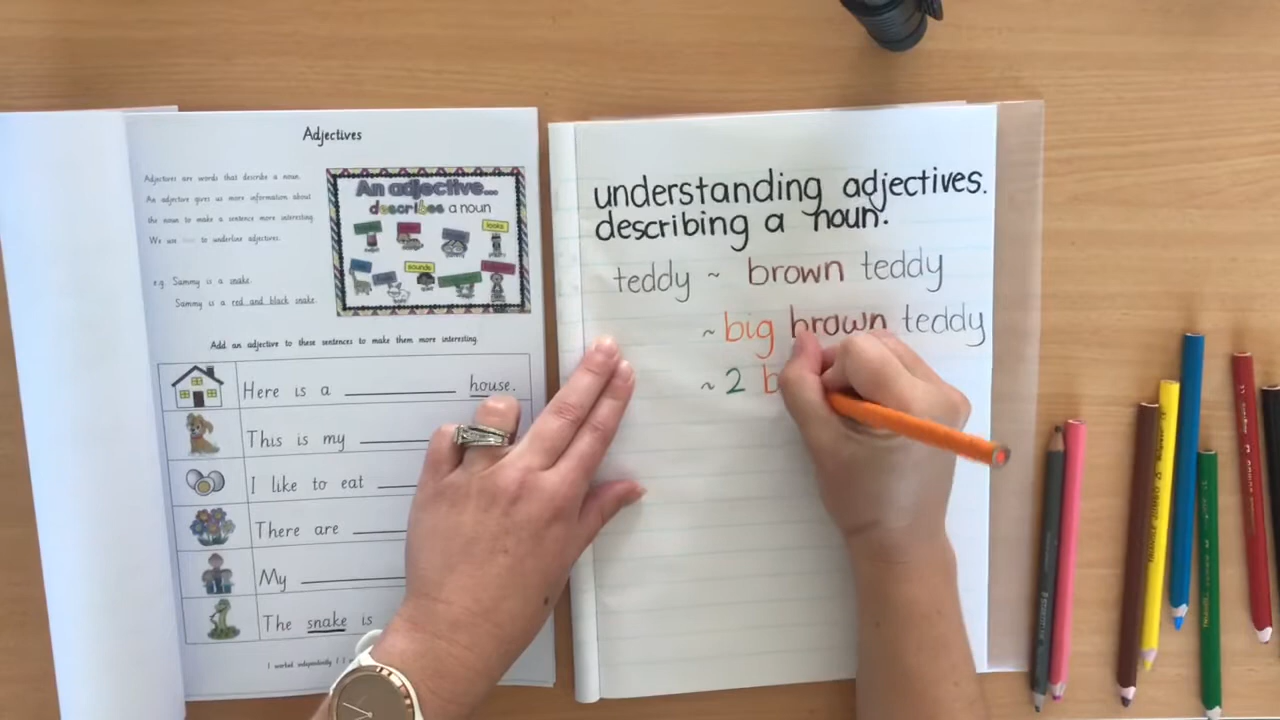 Adjectives
Adjectives are words that describe a noun.
An adjective gives us more information about
the noun to make a sentence more interesting.
We use to underline adjectives.
e.g. Sammy is a snake.
Sammy is a red and black snake.
An adjective...
describes a noun
looks
sounds
Add an adjective to these sentences to make them more interesting.
Here is a house.
This is my
I like to eat
There are
My
The snake is
I worked independently
understanding adjectives.
describing a noun.
teddy ~ brown teddy
~ big brown teddy
~ 2 b